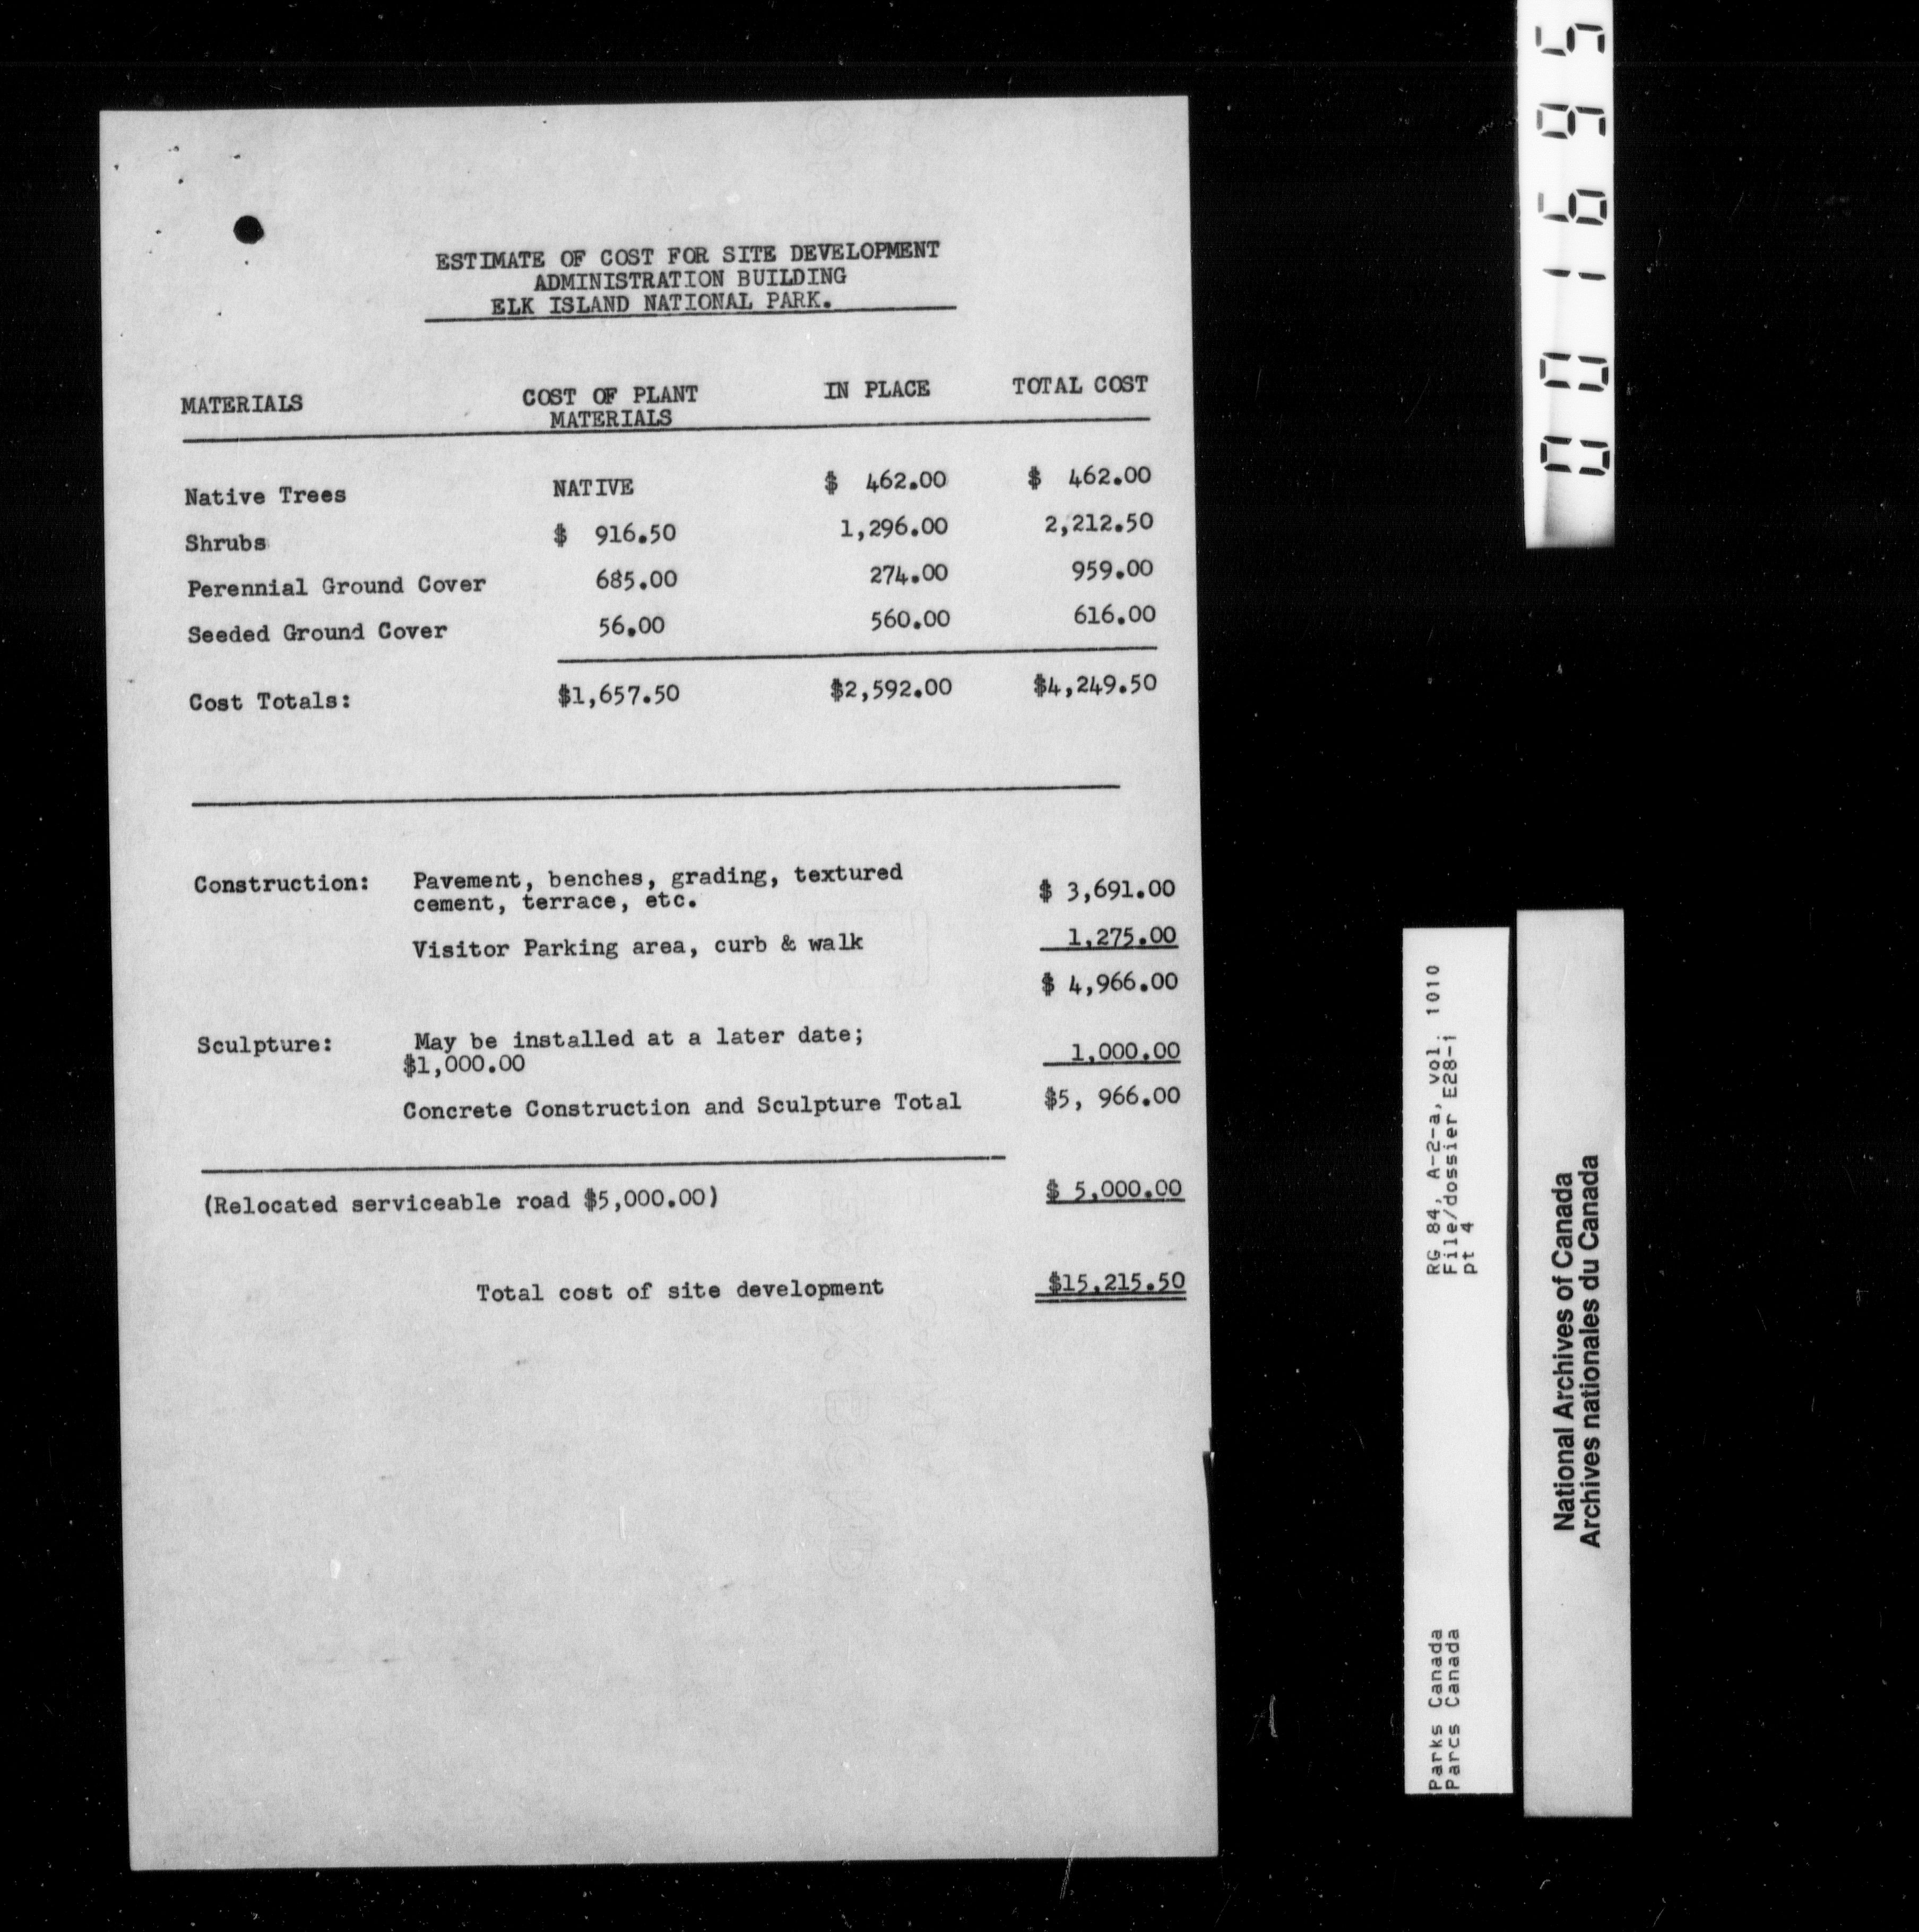 ESTIMATE OF COST FOR SITE DEVELOPMENT
ADMINISTRATION BUILDING
ELK ISLAND NATIONAL PARK.
MATERIALS COST OF PLANT MATERIALS IN PLACE TOTAL COST
Native Trees NATIVE $ 462.00 $ 462.00
Shrubs $ 916.50 1,296.00 2,212.50
Perennial Ground Cover 685.00 274.00 959.00
Seeded Ground Cover 56.00 560.00 616.00
Cost Totals: $1,657.50 $2,592.00 $4,249.50
Construction: Pavement, benches, grading, textured
cement, terrace, etc. $ 3,691.00
Visitor Parking area, curb & walk 1,275.00
$ 4,966.00
Sculpture: May be installed at a later date;
$1,000.00 1,000.00
Concrete Construction and Sculpture Total $5, 966.00
(Relocated serviceable road $5,000.00) $ 5,000.00
Total cost of site development $15,215.50
001695
Parks Canada RG 84, A-2-a, vol. 1010
Parcs Canada File/dossier E28-1
pt 4
National Archives of Canada
Archives nationales du Canada